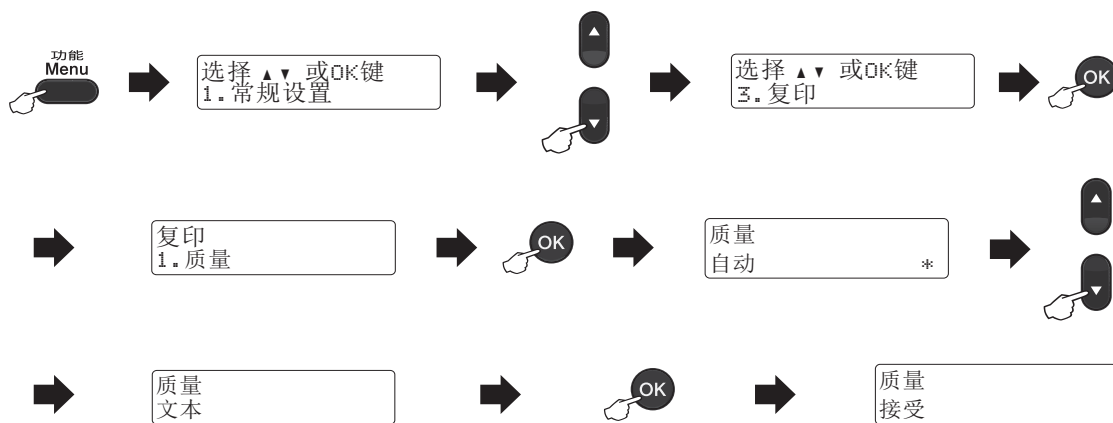 功能
Menu
选择 ▲▼ 或OK键
1.常规设置
选择 ▲▼ 或OK键
3.复印
OK
复印
1.质量
OK
质量
自动 *
质量
文本
OK
质量
接受